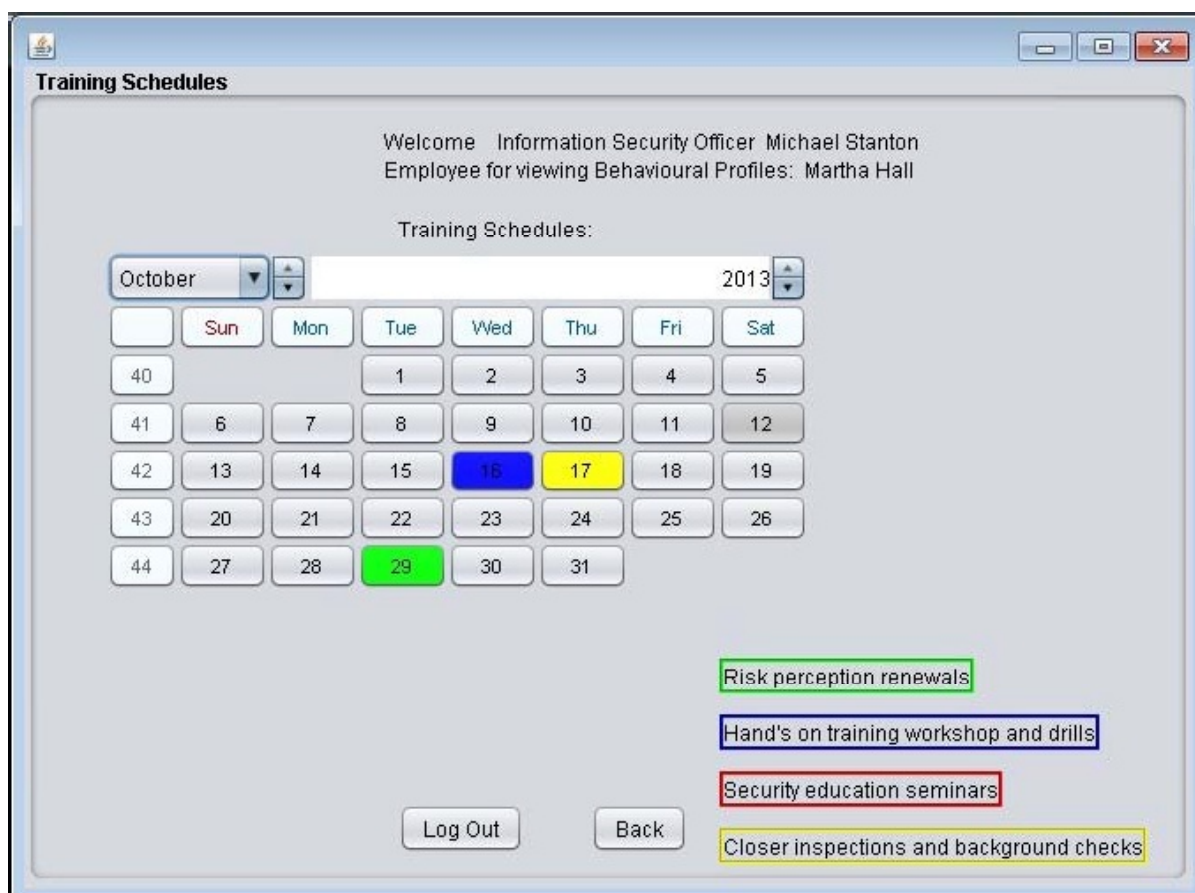 Training Schedules
Welcome Information Security Officer Michael Stanton
Employee for viewing Behavioural Profiles: Martha Hall
Training Schedules:
October 2013
Sun Mon Tue Wed Thu Fri Sat
40 1 2 3 4 5
41 6 7 8 9 10 11 12
42 13 14 15 16 17 18 19
43 20 21 22 23 24 25 26
44 27 28 29 30 31
Risk perception renewals
Hand's on training workshop and drills
Security education seminars
Log Out Back
Closer inspections and background checks